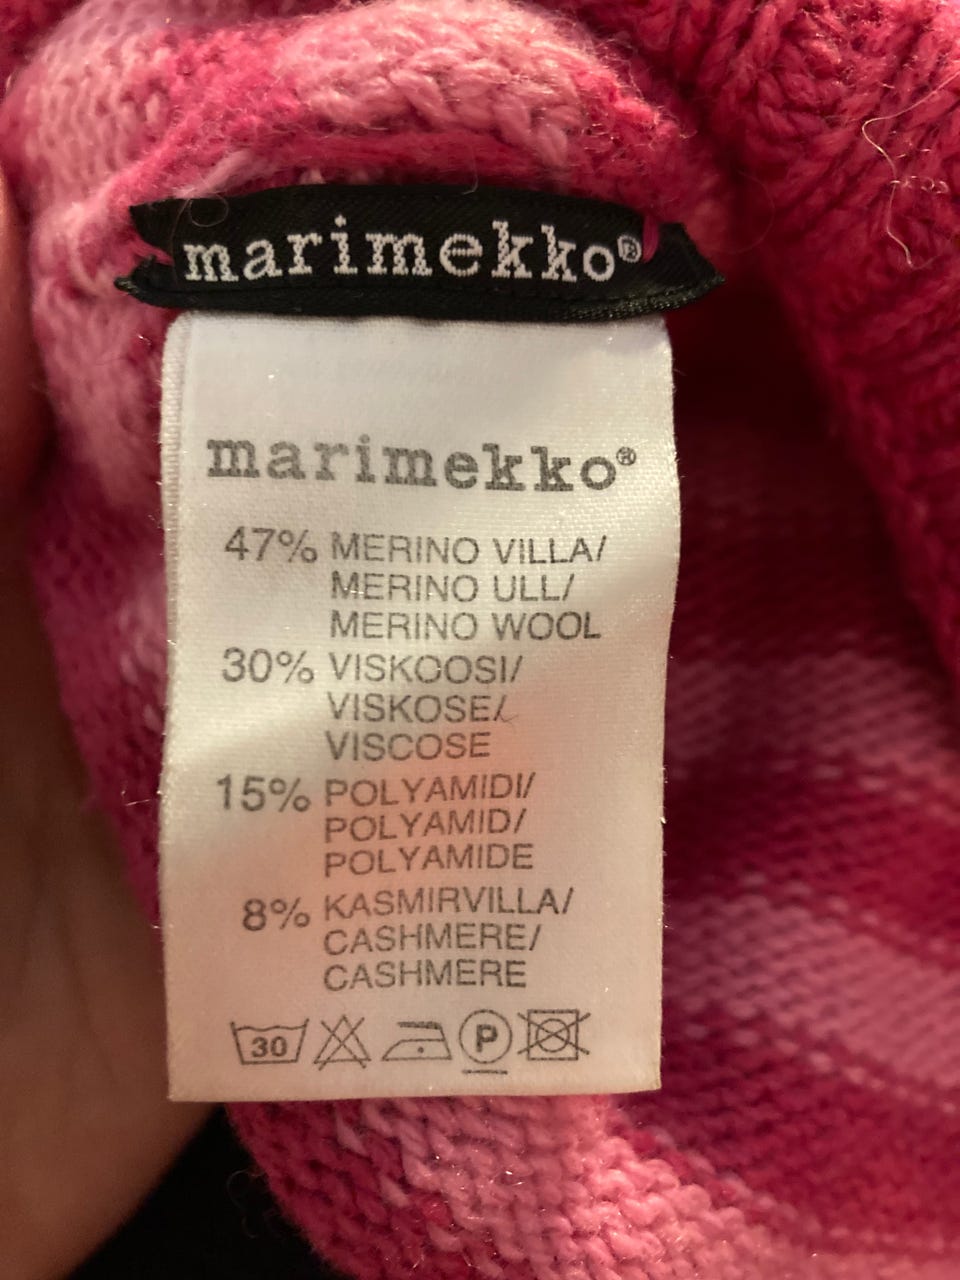 marimekko®
marimekko®
47% MERINO VILLA/
MERINO ULL/
MERINO WOOL
30% VISKOOSI/
VISKOSE/
VISCOSE
15% POLYAMIDI/
POLYAMID/
POLYAMIDE
8% KASMIRVILLA/
CASHMERE/
CASHMERE
30 P